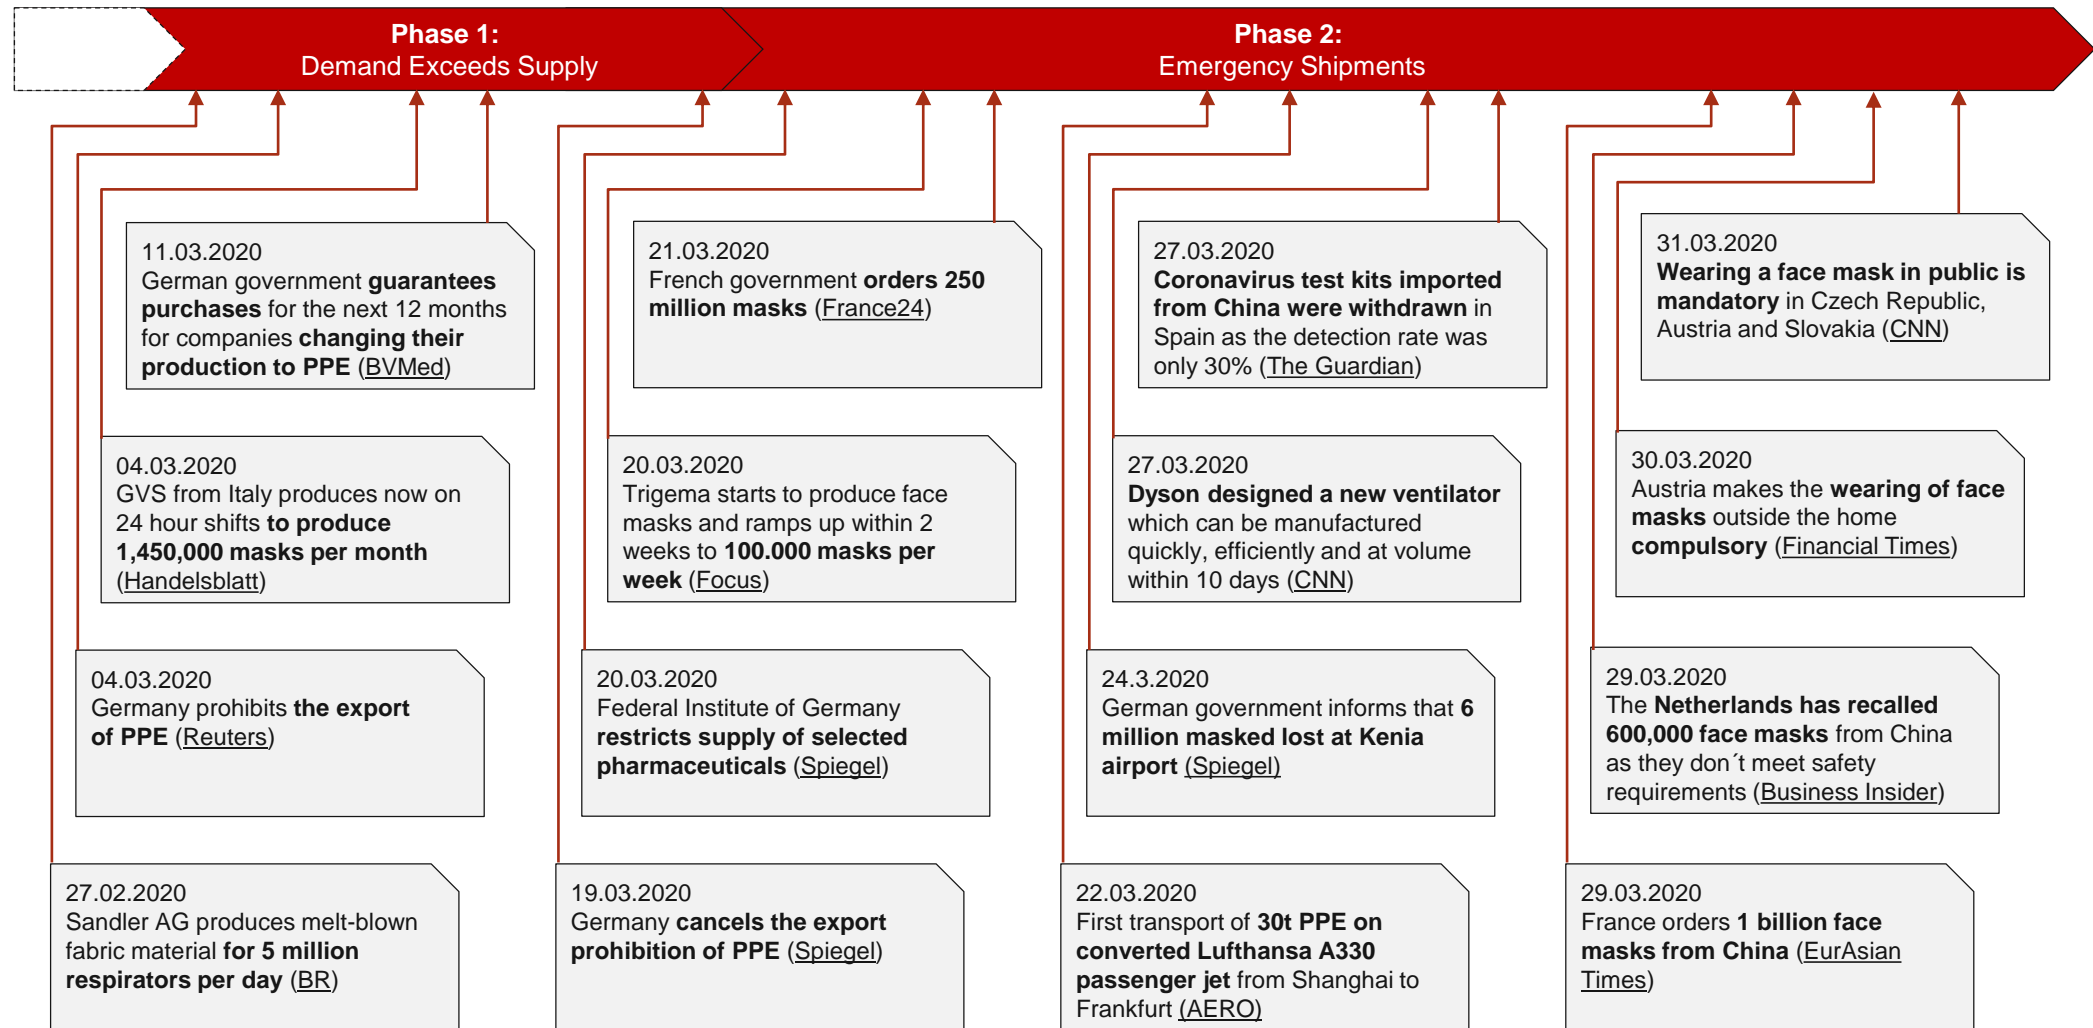 Phase 1:
Demand Exceeds Supply
Phase 2:
Emergency Shipments
11.03.2020
German government guarantees
purchases for the next 12 months
for companies changing their
production to PPE (BVMed)
04.03.2020
GVS from Italy produces now on
24 hour shifts to produce
1,450,000 masks per month
(Handelsblatt)
04.03.2020
Germany prohibits the export
of PPE (Reuters)
27.02.2020
Sandler AG produces melt-blown
fabric material for 5 million
respirators per day (BR)
21.03.2020
French government orders 250
million masks (France24)
20.03.2020
Trigema starts to produce face
masks and ramps up within 2
weeks to 100.000 masks per
week (Focus)
20.03.2020
Federal Institute of Germany
restricts supply of selected
pharmaceuticals (Spiegel)
19.03.2020
Germany cancels the export
prohibition of PPE (Spiegel)
27.03.2020
Coronavirus test kits imported
from China were withdrawn in
Spain as the detection rate was
only 30% (The Guardian)
27.03.2020
Dyson designed a new ventilator
which can be manufactured
quickly, efficiently and at volume
within 10 days (CNN)
24.3.2020
German government informs that 6
million masked lost at Kenia
airport (Spiegel)
22.03.2020
First transport of 30t PPE on
converted Lufthansa A330
passenger jet from Shanghai to
Frankfurt (AERO)
31.03.2020
Wearing a face mask in public is
mandatory in Czech Republic,
Austria and Slovakia (CNN)
30.03.2020
Austria makes the wearing of face
masks outside the home
compulsory (Financial Times)
29.03.2020
The Netherlands has recalled
600,000 face masks from China
as they don´t meet safety
requirements (Business Insider)
29.03.2020
France orders 1 billion face
masks from China (EurAsian
Times)